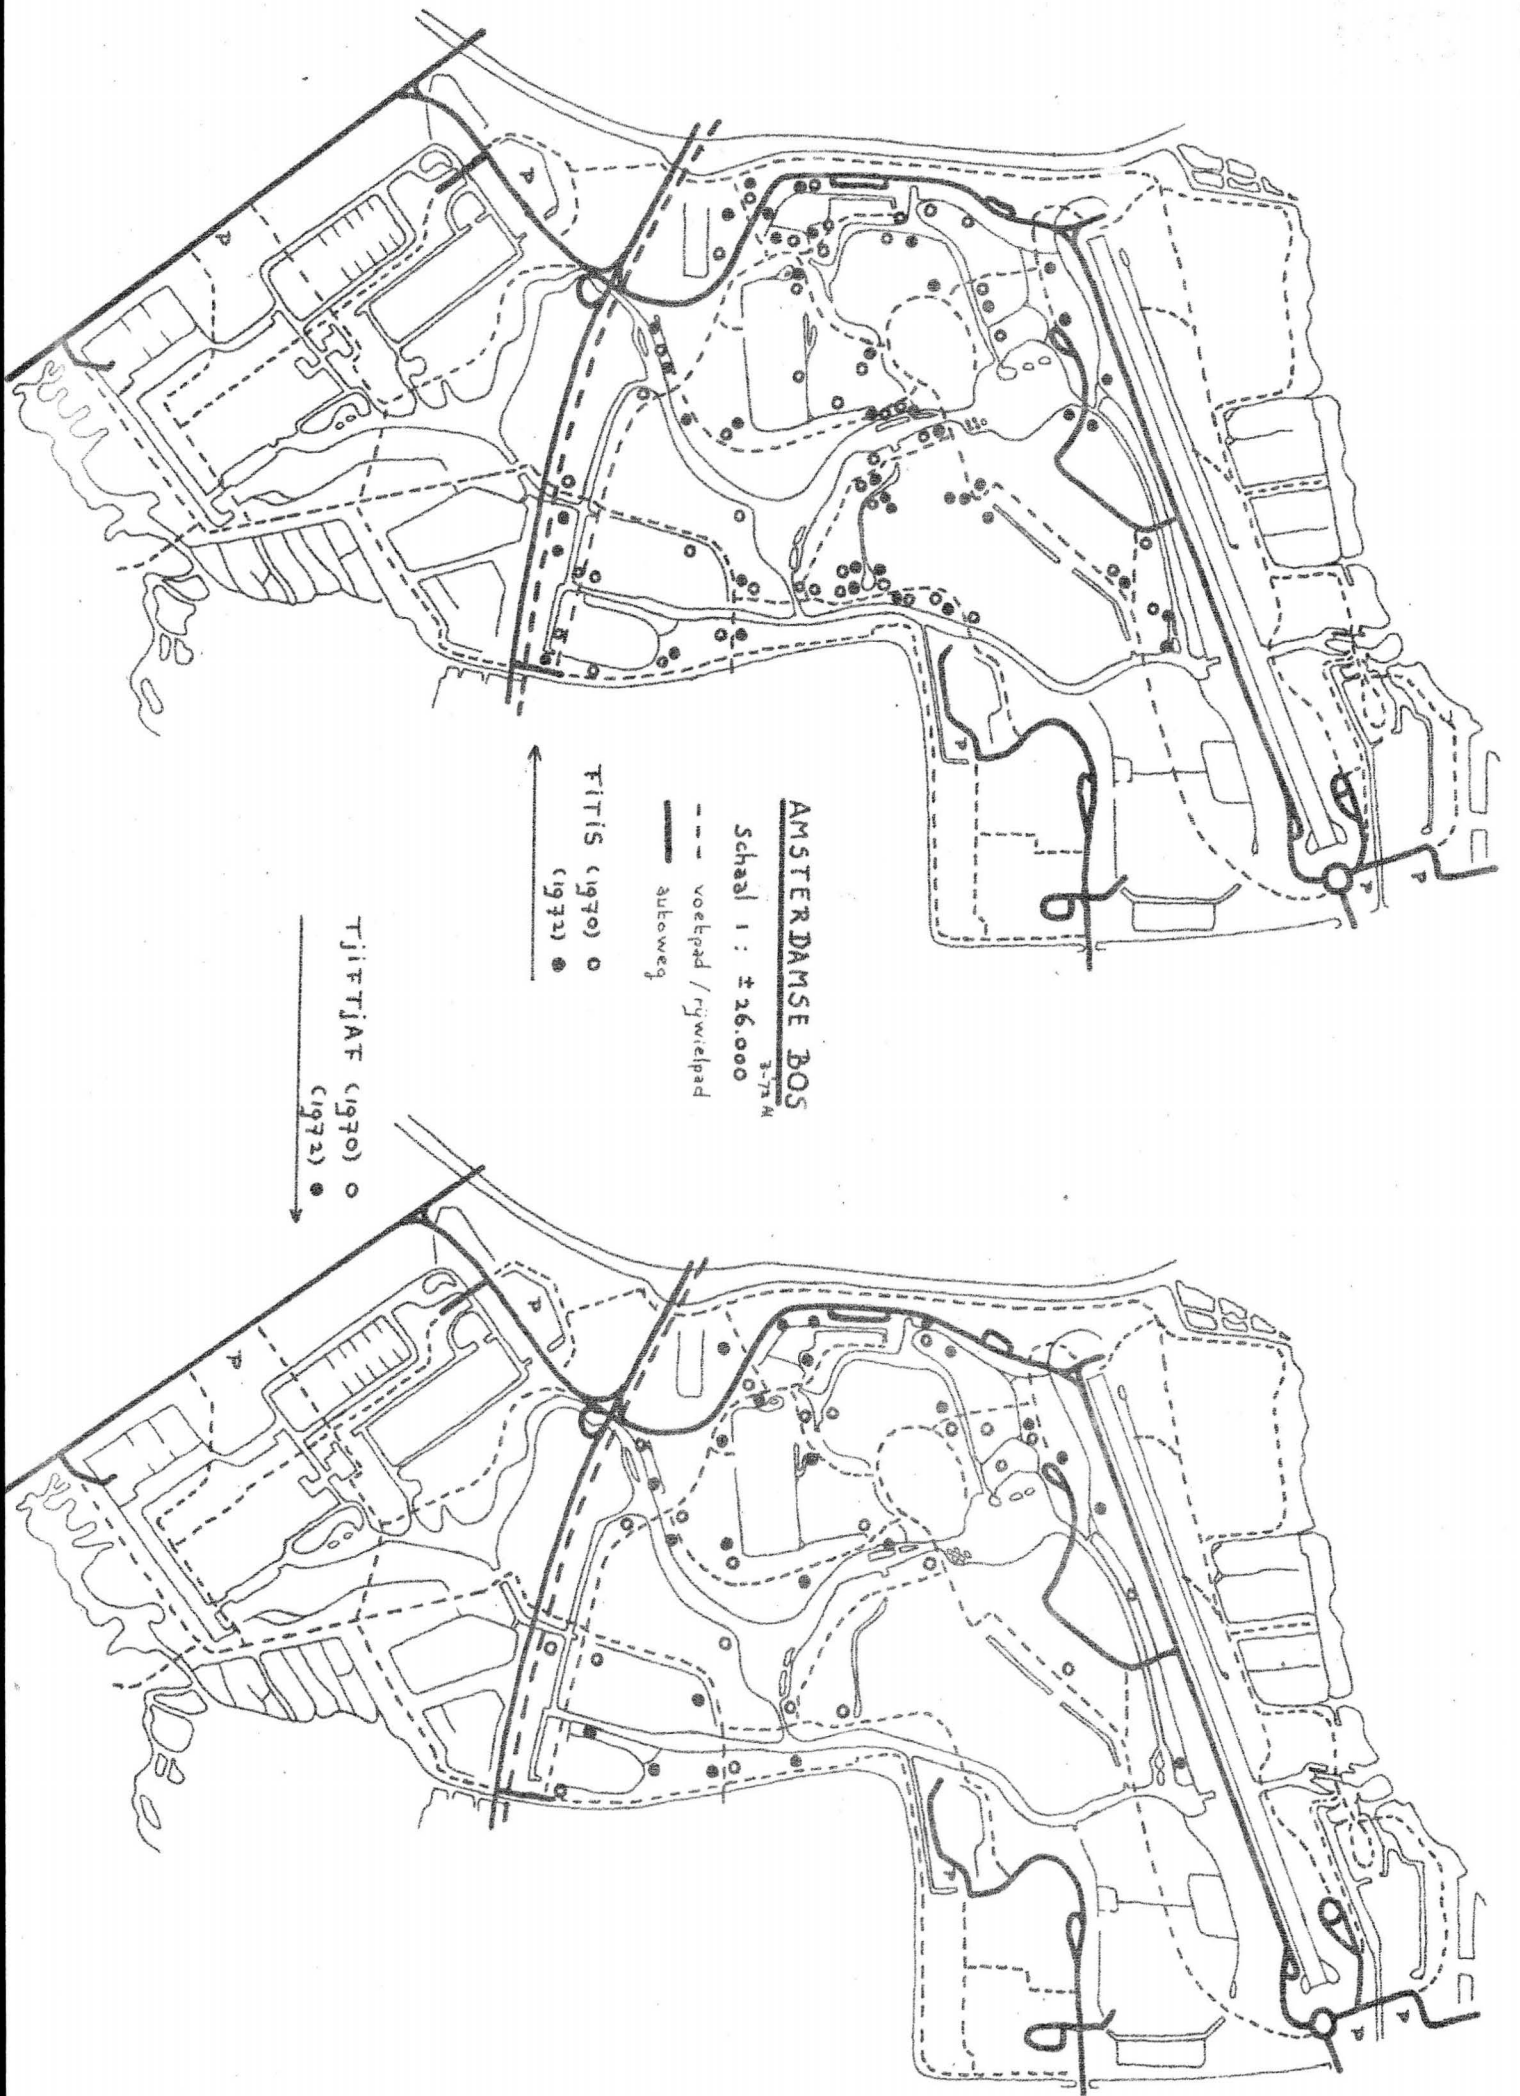 AMSTERDAMSE BOS
schaal 1 : ± 26.000
--- voetpad / rijwielpad
autoweg
FiTiS (1970) o
(1972) ●
TjiFTjAF (1970) o
(1972) ●
P
P
P
P
P
P
P
P
P
P